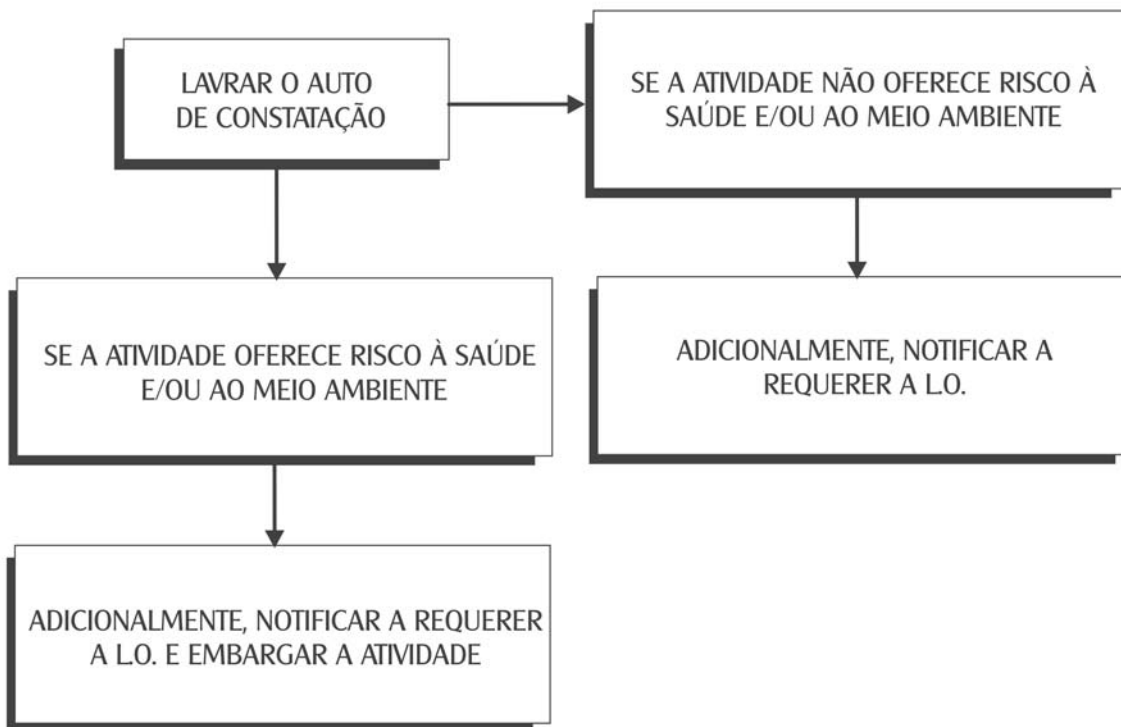 LAVRAR O AUTO
DE CONSTATAÇÃO
SE A ATIVIDADE NÃO OFERECE RISCO À
SAÚDE E/OU AO MEIO AMBIENTE
SE A ATIVIDADE OFERECE RISCO À SAÚDE
E/OU AO MEIO AMBIENTE
ADICIONALMENTE, NOTIFICAR A
REQUERER A L.O.
ADICIONALMENTE, NOTIFICAR A REQUERER
A L.O. E EMBARGAR A ATIVIDADE